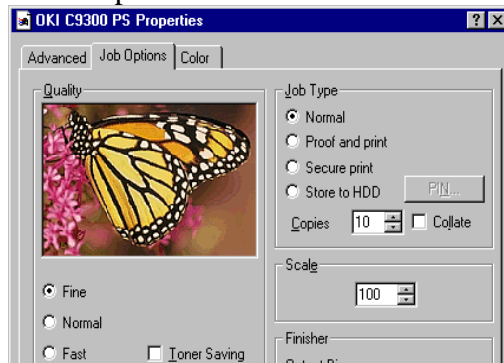 OKI C9300 PS Properties
Advanced Job Options Color
Quality
Job Type
Normal
Proof and print
Secure print
Store to HDD PIN...
Copies 10 Collate
Scale
100
Fine
Normal
Fast Toner Saving
Finisher